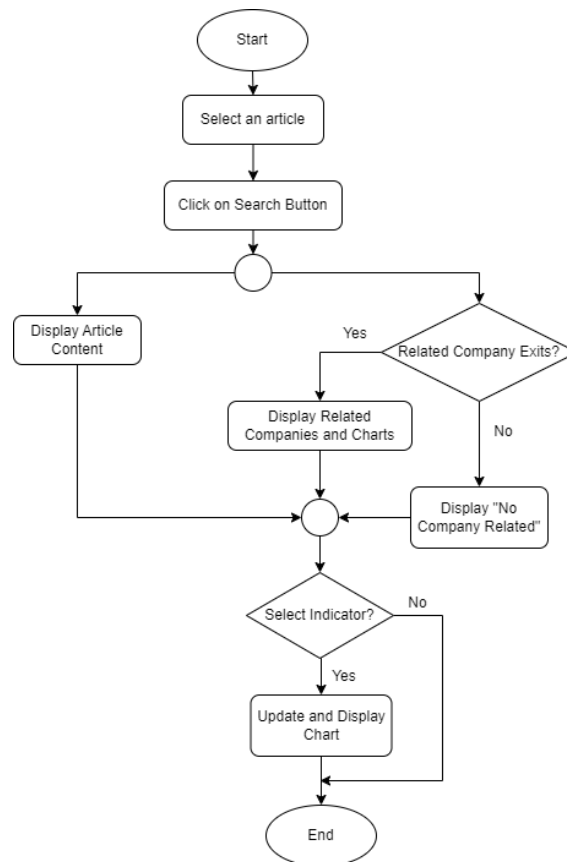 Start
Select an article
Click on Search Button
Display Article
Content
Yes
Related Company Exits?
Display Related
Companies and Charts
No
Display "No
Company Related"
Select Indicator?
No
Yes
Update and Display
Chart
End